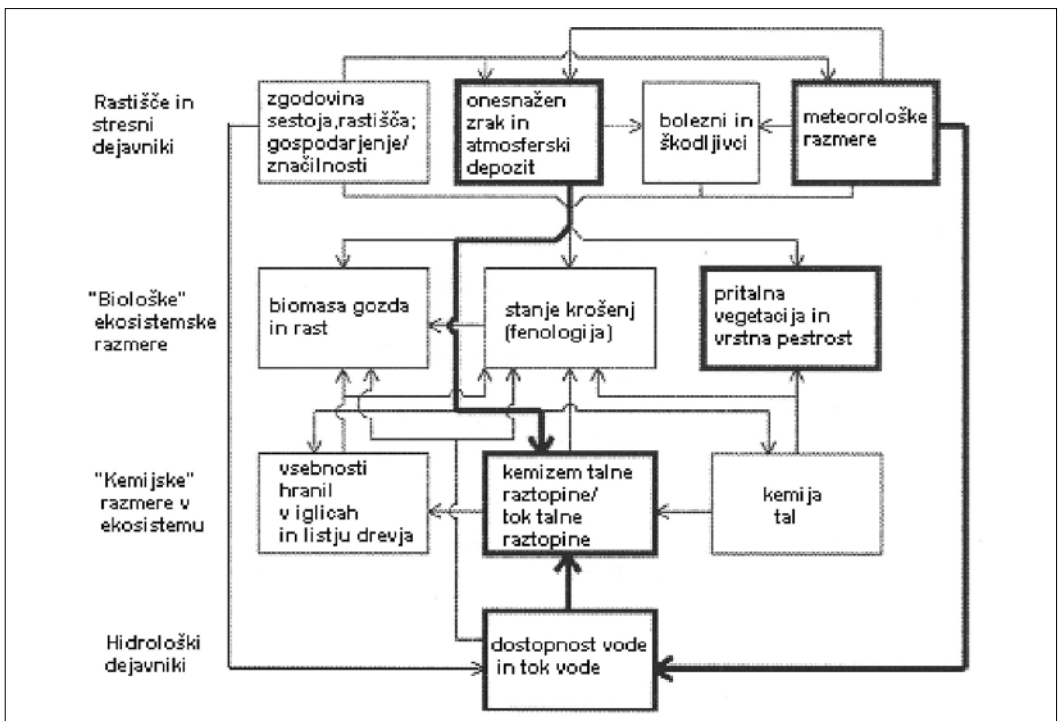 Rastišče in
stresni
dejavniki
zgodovina
sestoja,rastišča;
gospodarjenje/
značilnosti
onesnažen
zrak in
atmosferski
depozit
bolezni in
škodljivci
meteorološke
razmere
"Biološke"
ekosistemske
razmere
biomasa gozda
in rast
stanje krošenj
(fenologija)
pritalna
vegetacija in
vrstna pestrost
"Kemijske"
razmere v
ekosistemu
vsebnosti
hranil
v iglicah
in listju drevja
kemizem talne
raztopine/
tok talne
raztopine
kemija
tal
Hidrološki
dejavniki
dostopnost vode
in tok vode